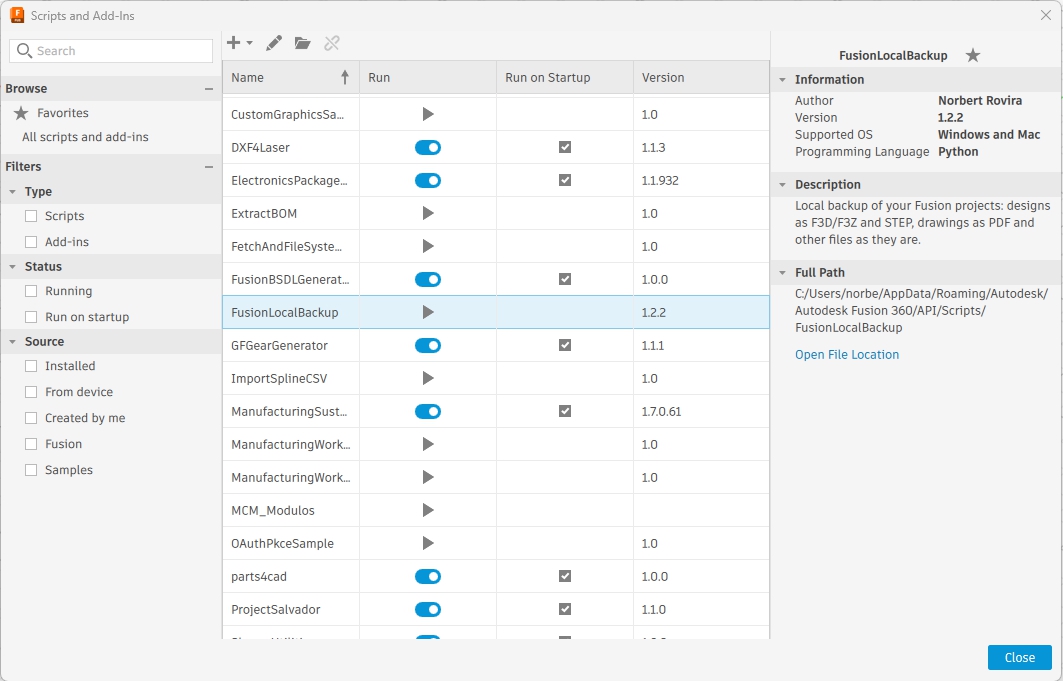 Scripts and Add-Ins
Search
Browse
Favorites
All scripts and add-ins
Filters
Type
Scripts
Add-ins
Status
Running
Run on startup
Source
Installed
From device
Created by me
Fusion
Samples
Name Run Run on Startup Version
CustomGraphicsSa... 1.0
DXF4Laser 1.1.3
ElectronicsPackage... 1.1.932
ExtractBOM 1.0
FetchAndFileSyste... 1.0
FusionBSDLGenerat... 1.0.0
FusionLocalBackup 1.2.2
GFGearGenerator 1.1.1
ImportSplineCSV 1.0
ManufacturingSust... 1.7.0.61
ManufacturingWork... 1.0
ManufacturingWork... 1.0
MCM_Modulos
OAuthPkceSample 1.0
parts4cad 1.0.0
ProjectSalvador 1.1.0
FusionLocalBackup
Information
Author Norbert Rovira
Version 1.2.2
Supported OS Windows and Mac
Programming Language Python
Description
Local backup of your Fusion projects: designs
as F3D/F3Z and STEP, drawings as PDF and
other files as they are.
Full Path
C:/Users/norbe/AppData/Roaming/Autodesk/
Autodesk Fusion 360/API/Scripts/
FusionLocalBackup
Open File Location
Close